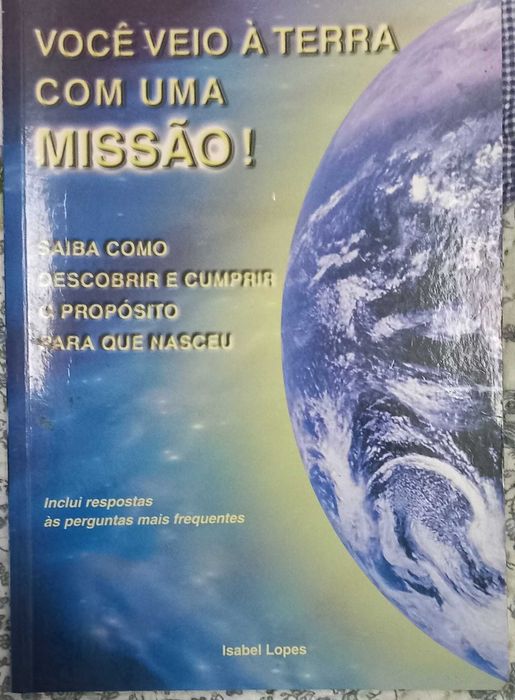 VOCÊ VEIO À TERRA
COM UMA
MISSÃO!
SAIBA COMO
DESCOBRIR E CUMPRIR
O PROPÓSITO
PARA QUE NASCEU
Inclui respostas
às perguntas mais frequentes
Isabel Lopes